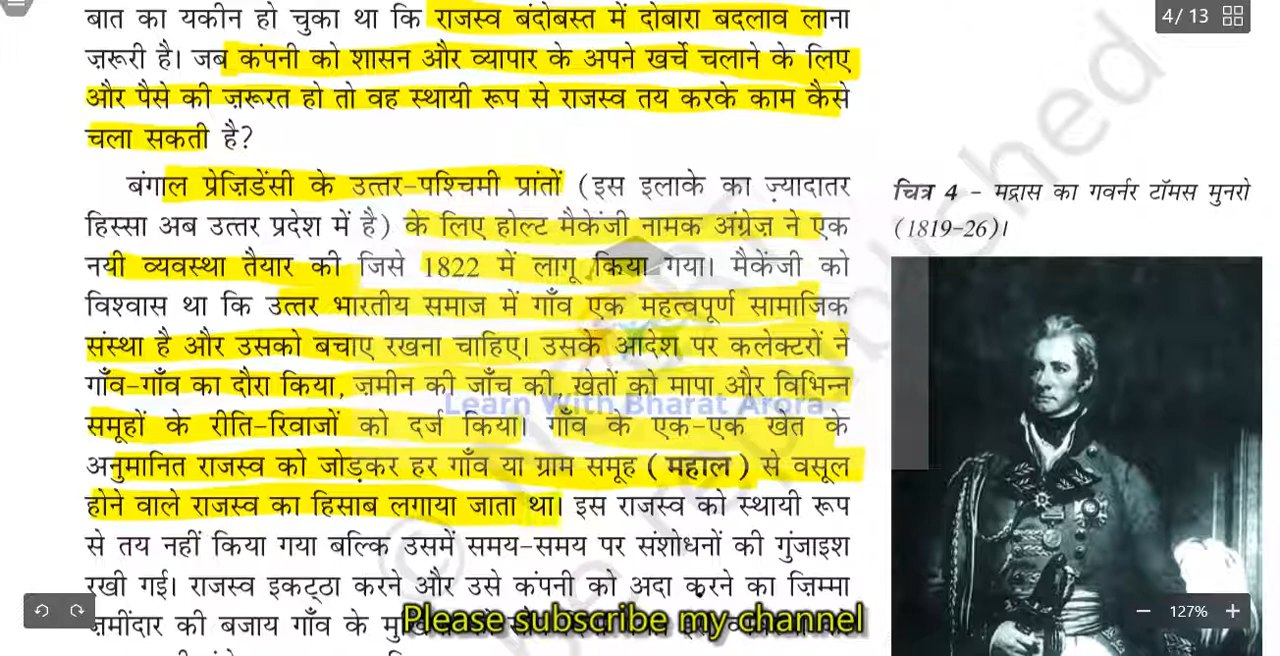 बात का यकीन हो चुका था कि राजस्व बंदोबस्त में दोबारा बदलाव लाना
ज़रूरी है। जब कंपनी को शासन और व्यापार के अपने खर्चे चलाने के लिए
और पैसे की ज़रूरत हो तो वह स्थायी रूप से राजस्व तय करके काम कैसे
चला सकती है?
बंगाल प्रेज़िडेंसी के उत्तर-पश्चिमी प्रांतों (इस इलाके का ज़्यादातर
हिस्सा अब उत्तर प्रदेश में है) के लिए होल्ट मैकेंजी नामक अंग्रेज़ ने एक
नयी व्यवस्था तैयार की जिसे 1822 में लागू किया गया। मैकेंजी को
विश्वास था कि उत्तर भारतीय समाज में गाँव एक महत्वपूर्ण सामाजिक
संस्था है और उसको बचाए रखना चाहिए। उसके आदेश पर कलेक्टरों ने
गाँव-गाँव का दौरा किया, ज़मीन की जाँच की, खेतों को मापा और विभिन्न
समूहों के रीति-रिवाजों को दर्ज किया। गाँव के एक-एक खेत के
अनुमानित राजस्व को जोड़कर हर गाँव या ग्राम समूह (महाल) से वसूल
होने वाले राजस्व का हिसाब लगाया जाता था। इस राजस्व को स्थायी रूप
से तय नहीं किया गया बल्कि उसमें समय-समय पर संशोधनों की गुंजाइश
रखी गई। राजस्व इकट्ठा करने और उसे कंपनी को अदा करने का ज़िम्मा
ज़मींदार की बजाय गाँव के
Learn With Bharat Arora
Please subscribe my channel
4/ 13
चित्र 4 - मद्रास का गवर्नर टॉमस मुनरो
(1819-26)।
127%